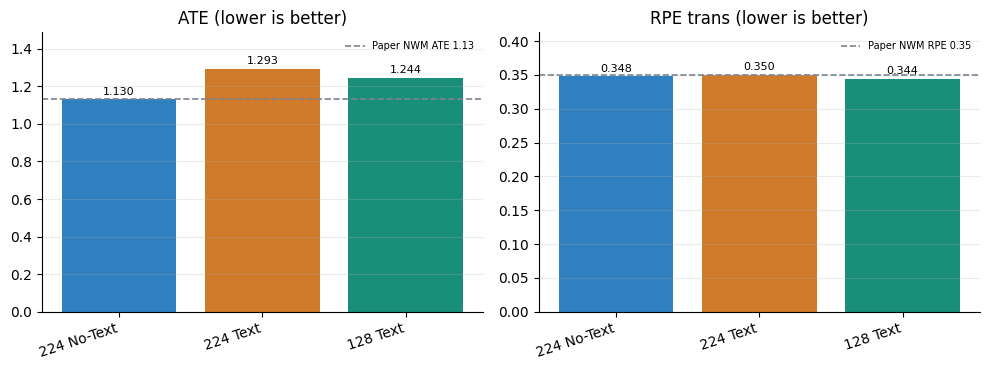 ATE (lower is better)
Paper NWM ATE 1.13
1.4
1.2
1.0
0.8
0.6
0.4
0.2
0.0
1.130
1.293
1.244
224 No-Text
224 Text
128 Text
RPE trans (lower is better)
Paper NWM RPE 0.35
0.40
0.35
0.30
0.25
0.20
0.15
0.10
0.05
0.00
0.348
0.350
0.344
224 No-Text
224 Text
128 Text